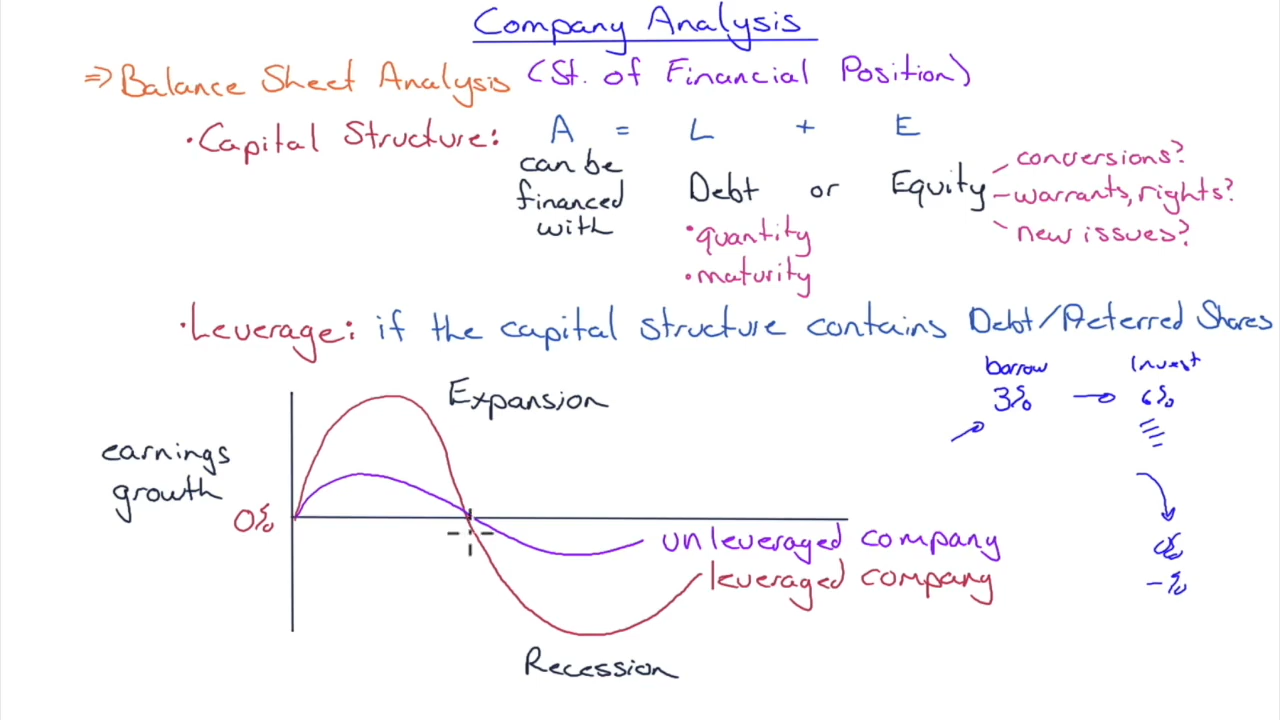 Company Analysis
⇒ Balance Sheet Analysis (St. of Financial Position)
• Capital Structure: A = L + E
can be financed with
Debt or Equity
• quantity
• maturity
conversions?
warrants, rights?
new issues?
• Leverage: if the capital structure contains Debt/Preferred Shares
borrow invest
3% → 6%
Expansion
earnings
growth
0%
unleveraged company
leveraged company
Recession
0%
-%